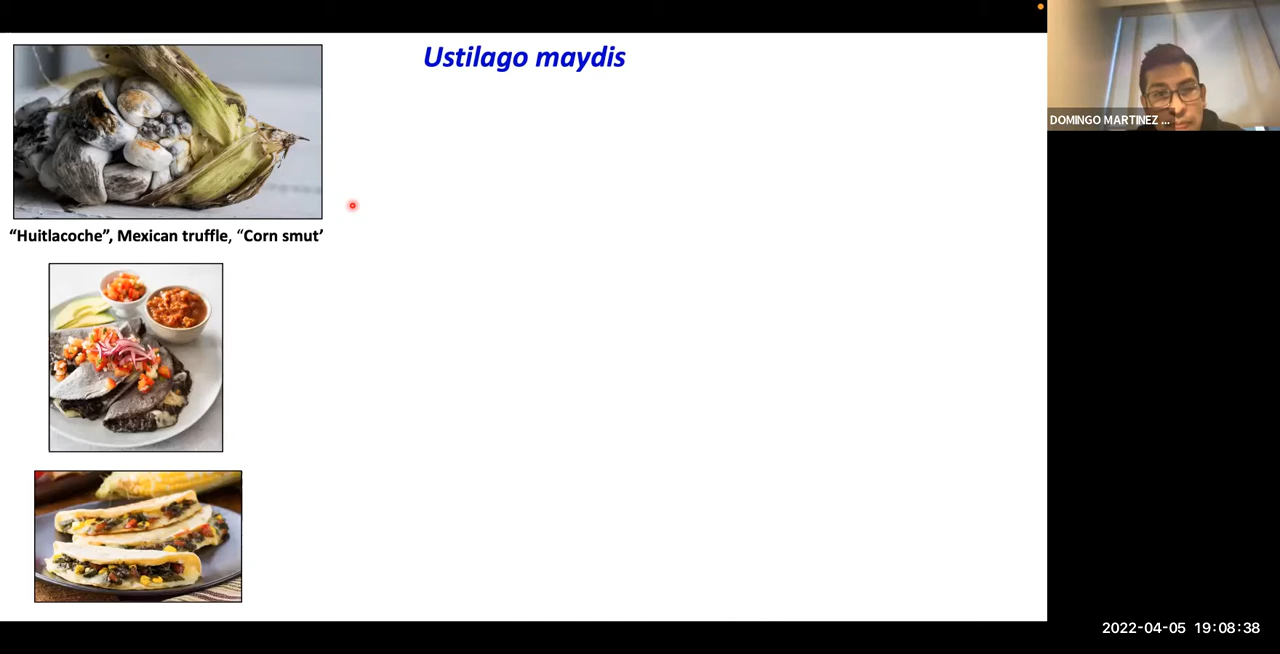 Ustilago maydis
DOMINGO MARTINEZ ...
“Huitlacoche”, Mexican truffle, “Corn smut’
2022-04-05 19:08:38